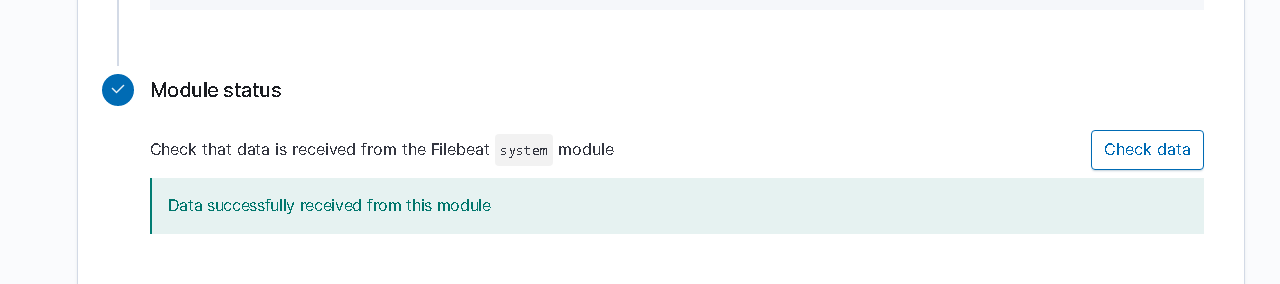 Module status
Check that data is received from the Filebeat system module
Check data
Data successfully received from this module